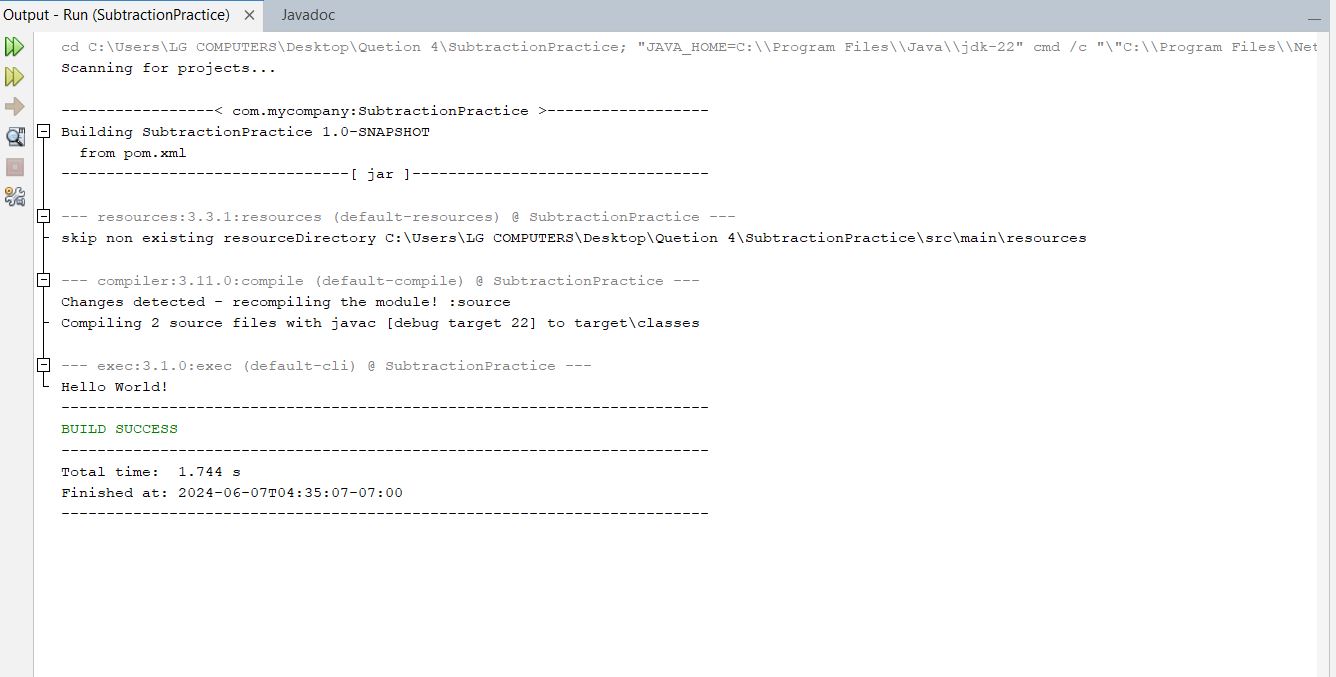 Output - Run (SubtractionPractice) × Javadoc
cd C:\Users\LG COMPUTERS\Desktop\Quetion 4\SubtractionPractice; "JAVA_HOME=C:\\Program Files\\Java\\jdk-22" cmd /c "\"C:\\Program Files\\Net
Scanning for projects...
-----------------< com.mycompany:SubtractionPractice >------------------
Building SubtractionPractice 1.0-SNAPSHOT
  from pom.xml
--------------------------------[ jar ]---------------------------------
--- resources:3.3.1:resources (default-resources) @ SubtractionPractice ---
skip non existing resourceDirectory C:\Users\LG COMPUTERS\Desktop\Quetion 4\SubtractionPractice\src\main\resources
--- compiler:3.11.0:compile (default-compile) @ SubtractionPractice ---
Changes detected - recompiling the module! :source
Compiling 2 source files with javac [debug target 22] to target\classes
--- exec:3.1.0:exec (default-cli) @ SubtractionPractice ---
Hello World!
------------------------------------------------------------------------
BUILD SUCCESS
------------------------------------------------------------------------
Total time:  1.744 s
Finished at: 2024-06-07T04:35:07-07:00
------------------------------------------------------------------------